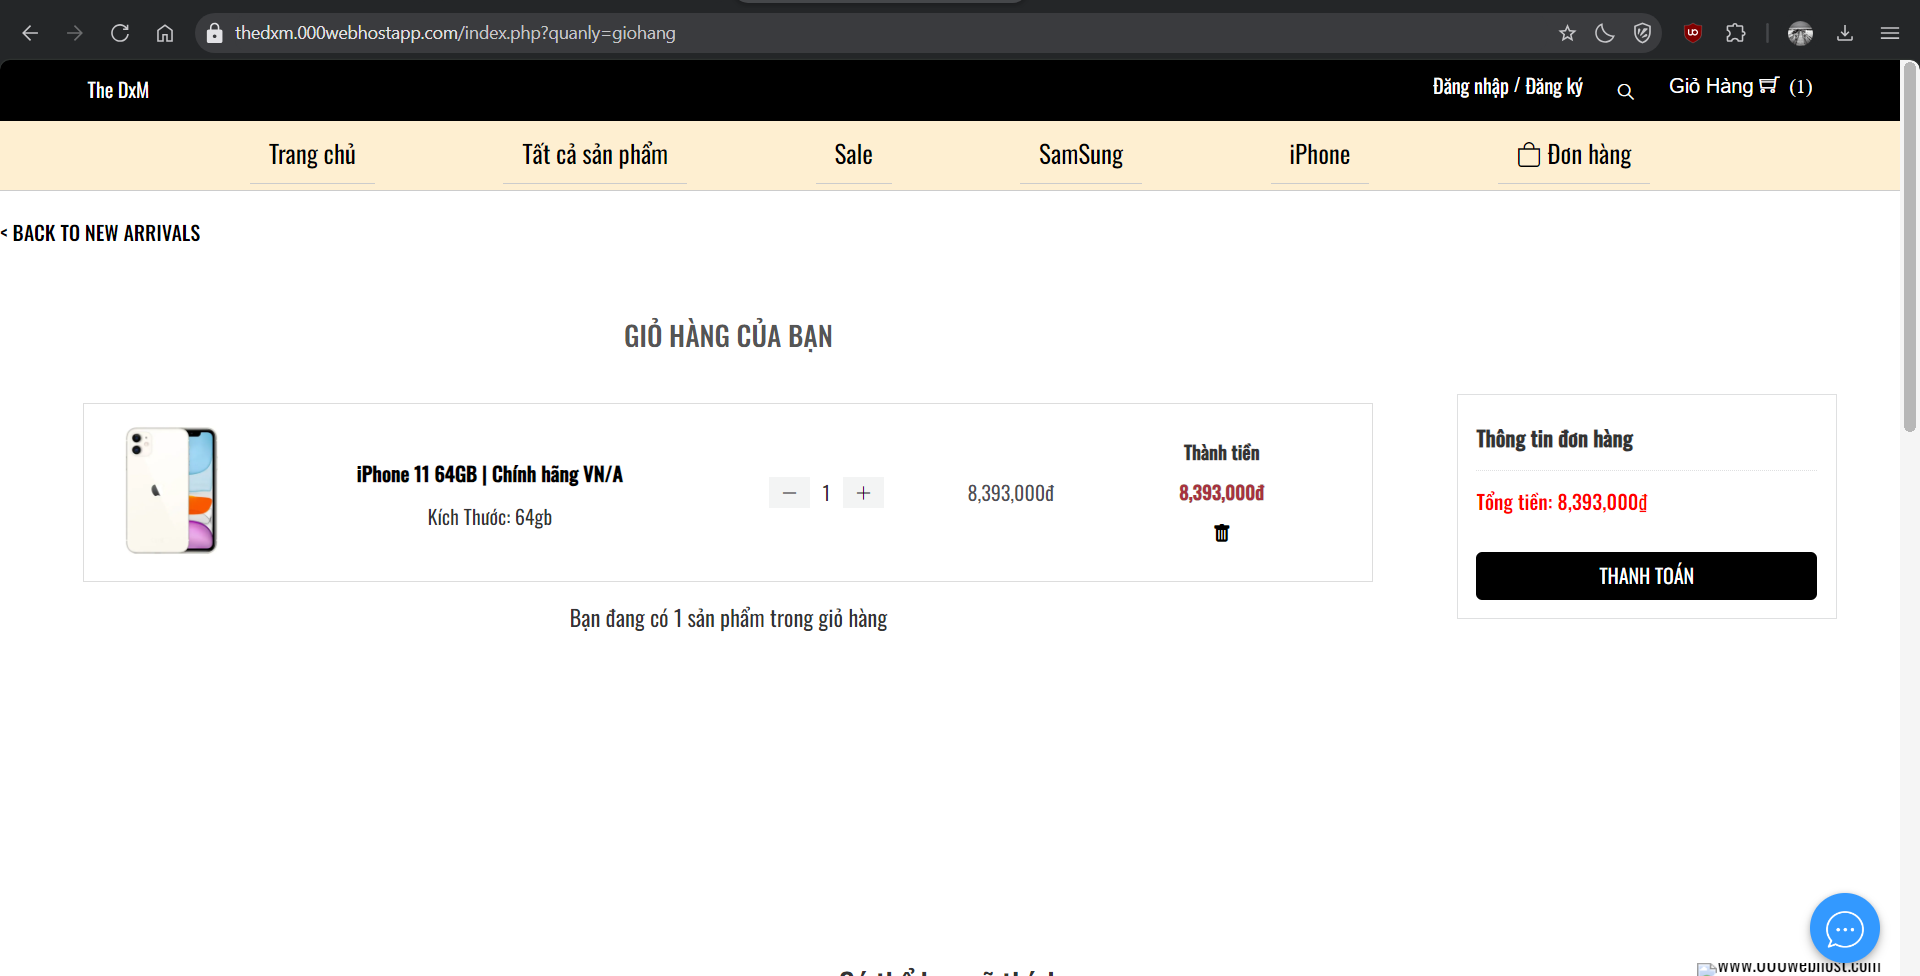 thedxm.000webhostapp.com/index.php?quanly=giohang
The DxM
Đăng nhập / Đăng ký
Giỏ Hàng (1)
Trang chủ
Tất cả sản phẩm
Sale
SamSung
iPhone
Đơn hàng
< BACK TO NEW ARRIVALS
GIỎ HÀNG CỦA BẠN
iPhone 11 64GB | Chính hãng VN/A
Kích Thước: 64gb
− 1 +
8,393,000đ
Thành tiền
8,393,000đ
Thông tin đơn hàng
Tổng tiền: 8,393,000₫
THANH TOÁN
Bạn đang có 1 sản phẩm trong giỏ hàng
www.000webhost.com